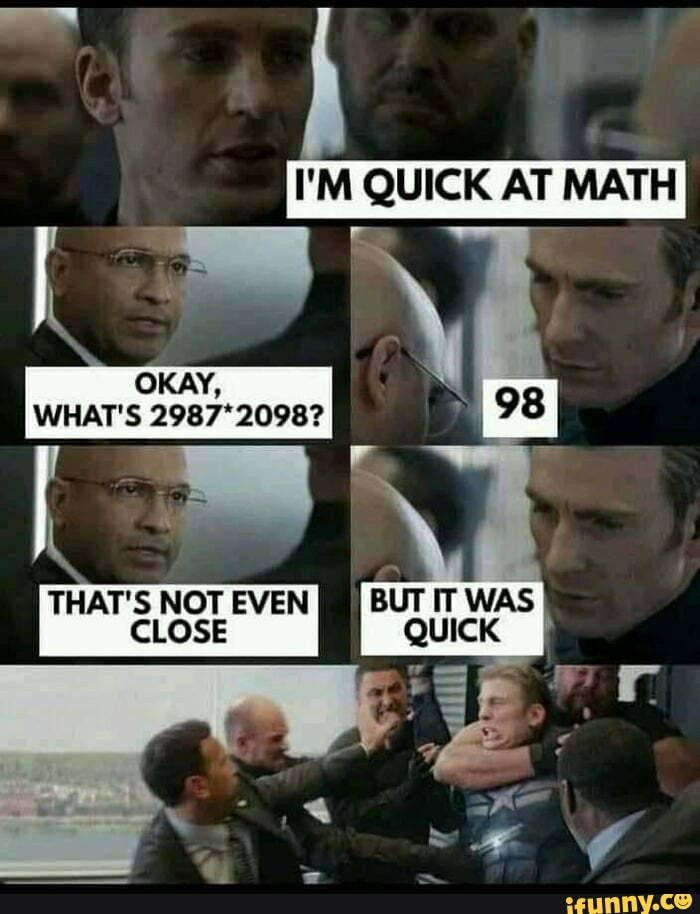 I'M QUICK AT MATH
OKAY,
WHAT'S 2987*2098?
98
THAT'S NOT EVEN
CLOSE
BUT IT WAS
QUICK
ifunny.co